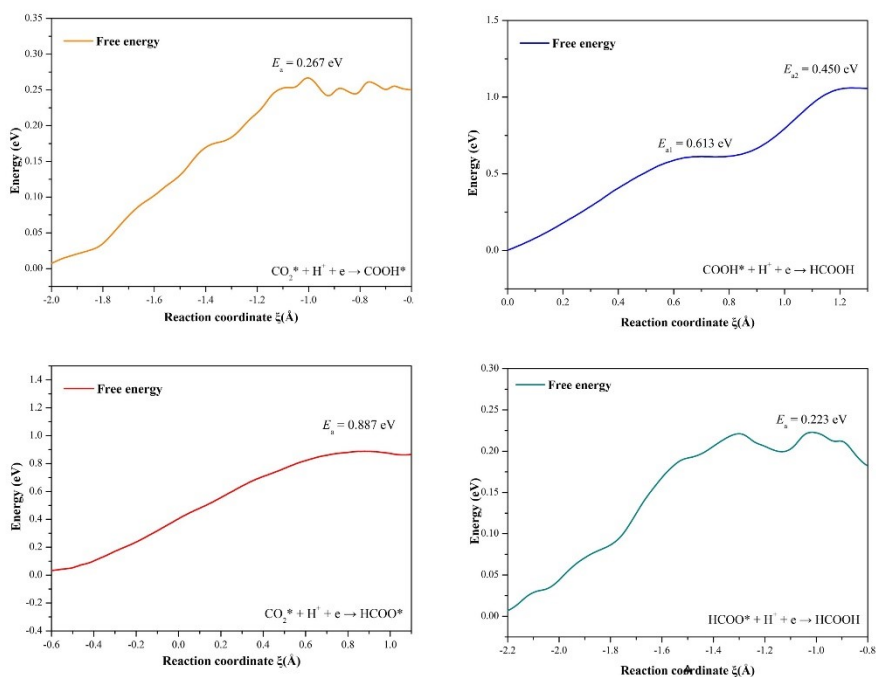 0.35
0.30
0.25
0.20
0.15
0.10
0.05
0.00
Energy (eV)
Free energy
Eₐ = 0.267 eV
CO₂* + H⁺ + e → COOH*
-2.0 -1.8 -1.6 -1.4 -1.2 -1.0 -0.8 -0.
Reaction coordinate ξ(Å)
1.5
1.0
0.5
0.0
Energy (eV)
Free energy
Eₐ₂ = 0.450 eV
Eₐ₁ = 0.613 eV
COOH* + H⁺ + e → HCOOH
0.0 0.2 0.4 0.6 0.8 1.0 1.2
Reaction coordinate ξ(Å)
1.4
1.2
1.0
0.8
0.6
0.4
0.2
0.0
-0.2
-0.4
Energy (eV)
Free energy
Eₐ = 0.887 eV
CO₂* + H⁺ + e → HCOO*
-0.6 -0.4 -0.2 0.0 0.2 0.4 0.6 0.8 1.0
Reaction coordinate ξ(Å)
0.30
0.25
0.20
0.15
0.10
0.05
0.00
Energy (eV)
Free energy
Eₐ = 0.223 eV
HCOO* + H⁺ + e → HCOOH
-2.2 -2.0 -1.8 -1.6 -1.4 -1.2 -1.0 -0.8
Reaction coordinate ξ(Å)